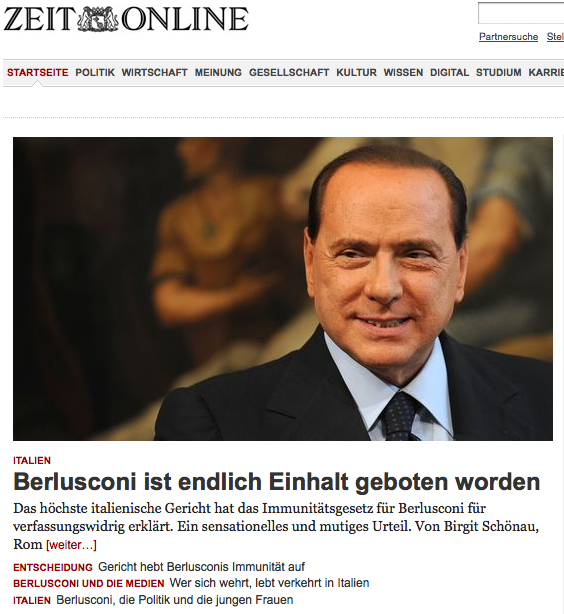 ZEIT ONLINE
Partnersuche
STARTSEITE POLITIK WIRTSCHAFT MEINUNG GESELLSCHAFT KULTUR WISSEN DIGITAL STUDIUM
ITALIEN
Berlusconi ist endlich Einhalt geboten worden
Das höchste italienische Gericht hat das Immunitätsgesetz für Berlusconi für
verfassungswidrig erklärt. Ein sensationelles und mutiges Urteil. Von Birgit Schönau,
Rom [weiter…]
ENTSCHEIDUNG Gericht hebt Berlusconis Immunität auf
BERLUSCONI UND DIE MEDIEN Wer sich wehrt, lebt verkehrt in Italien
ITALIEN Berlusconi, die Politik und die jungen Frauen